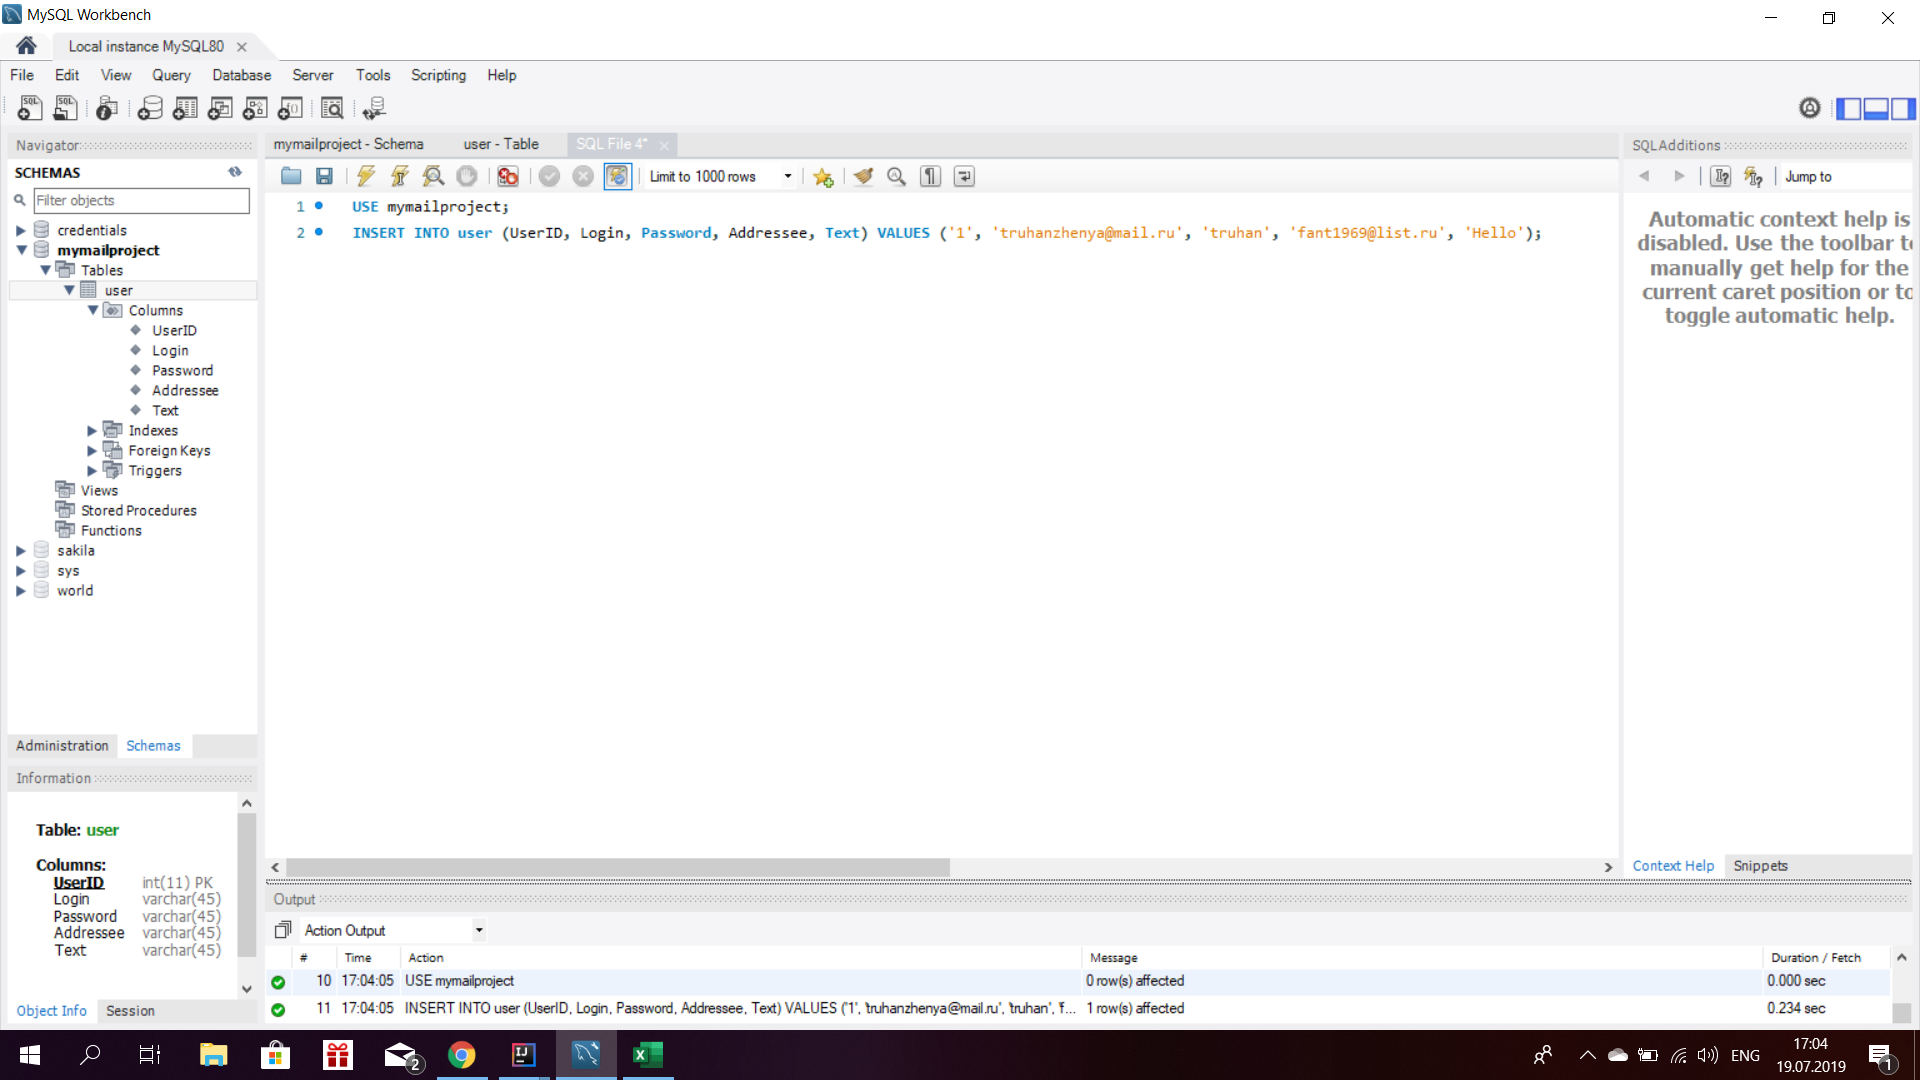 MySQL Workbench
Local instance MySQL80
File Edit View Query Database Server Tools Scripting Help
Navigator
SCHEMAS
Filter objects
credentials
mymailproject
Tables
user
Columns
UserID
Login
Password
Addressee
Text
Indexes
Foreign Keys
Triggers
Views
Stored Procedures
Functions
sakila
sys
world
Administration Schemas
Information
Table: user
Columns:
UserID int(11) PK
Login varchar(45)
Password varchar(45)
Addressee varchar(45)
Text varchar(45)
Object Info Session
mymailproject - Schema user - Table SQL File 4*
Limit to 1000 rows
1 USE mymailproject;
2 INSERT INTO user (UserID, Login, Password, Addressee, Text) VALUES ('1', 'truhanzhenya@mail.ru', 'truhan', 'fant1969@list.ru', 'Hello');
SQLAdditions
Jump to
Automatic context help is
disabled. Use the toolbar to
manually get help for the
current caret position or to
toggle automatic help.
Context Help Snippets
Output
Action Output
# Time Action Message Duration / Fetch
10 17:04:05 USE mymailproject 0 row(s) affected 0.000 sec
11 17:04:05 INSERT INTO user (UserID, Login, Password, Addressee, Text) VALUES ('1', 'truhanzhenya@mail.ru', 'truhan', 'f... 1 row(s) affected 0.234 sec
2
ENG
17:04
19.07.2019
1